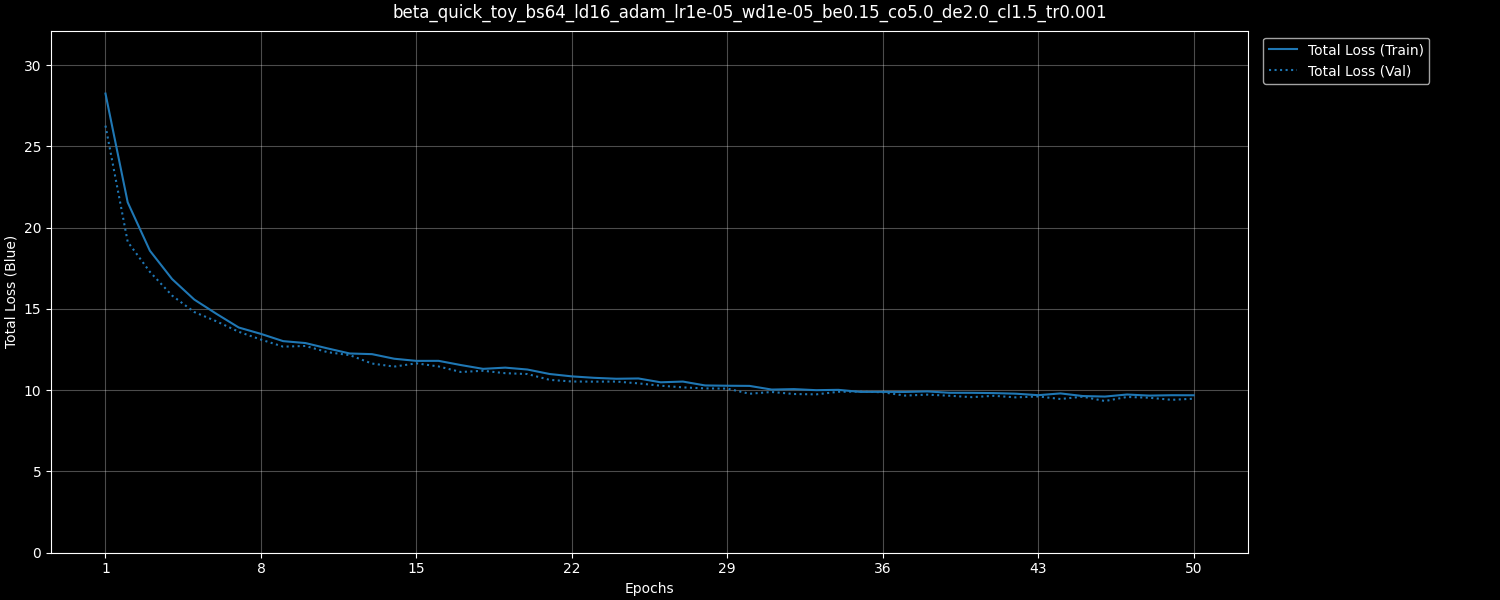 beta_quick_toy_bs64_ld16_adam_lr1e-05_wd1e-05_be0.15_co5.0_de2.0_cl1.5_tr0.001
Total Loss (Train)
Total Loss (Val)
30
25
20
15
10
5
0
Total Loss (Blue)
1 8 15 22 29 36 43 50
Epochs